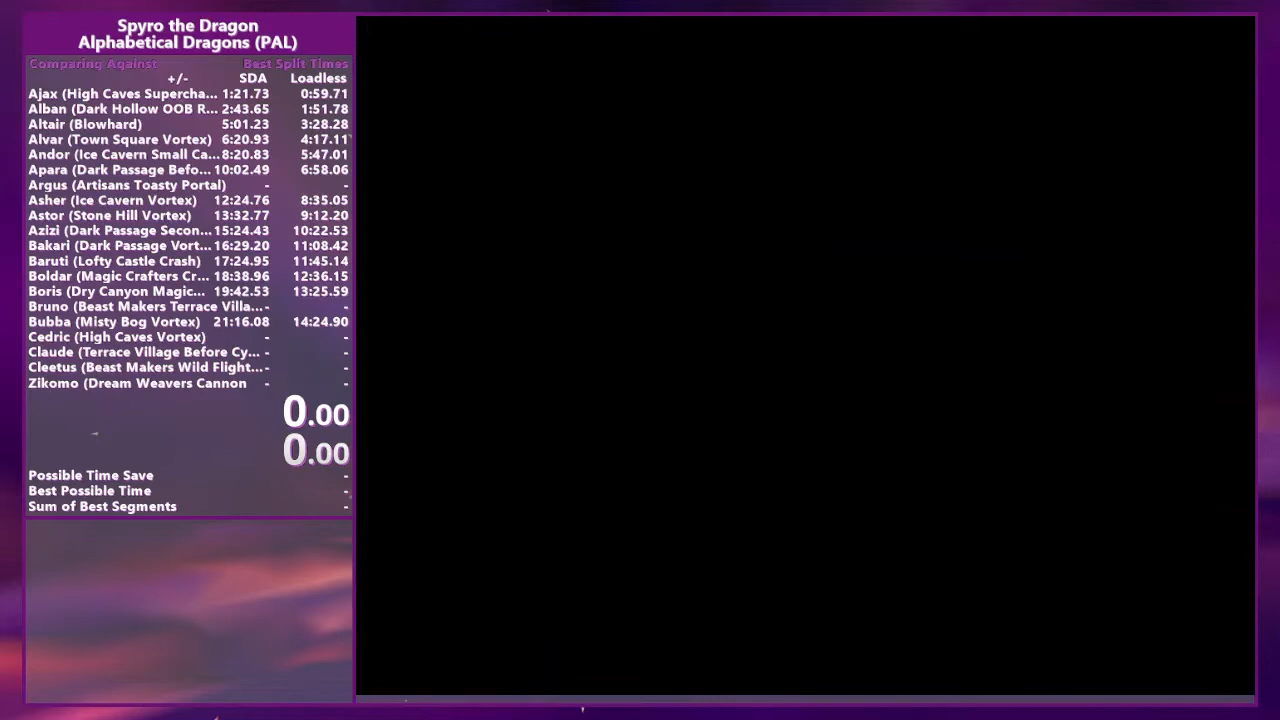 Spyro the Dragon
Alphabetical Dragons (PAL)
Comparing Against Best Split Times
+/- SDA Loadless
Ajax (High Caves Supercha... 1:21.73 0:59.71
Alban (Dark Hollow OOB R... 2:43.65 1:51.78
Altair (Blowhard) 5:01.23 3:28.28
Alvar (Town Square Vortex) 6:20.93 4:17.11
Andor (Ice Cavern Small Ca... 8:20.83 5:47.01
Apara (Dark Passage Befo... 10:02.49 6:58.06
Argus (Artisans Toasty Portal) - -
Asher (Ice Cavern Vortex) 12:24.76 8:35.05
Astor (Stone Hill Vortex) 13:32.77 9:12.20
Azizi (Dark Passage Secon... 15:24.43 10:22.53
Bakari (Dark Passage Vort... 16:29.20 11:08.42
Baruti (Lofty Castle Crash) 17:24.95 11:45.14
Boldar (Magic Crafters Cr... 18:38.96 12:36.15
Boris (Dry Canyon Magic... 19:42.53 13:25.59
Bruno (Beast Makers Terrace Villa... - -
Bubba (Misty Bog Vortex) 21:16.08 14:24.90
Cedric (High Caves Vortex) - -
Claude (Terrace Village Before Cy... - -
Cleetus (Beast Makers Wild Flight... - -
Zikomo (Dream Weavers Cannon - -
0.00
0.00
Possible Time Save -
Best Possible Time -
Sum of Best Segments -